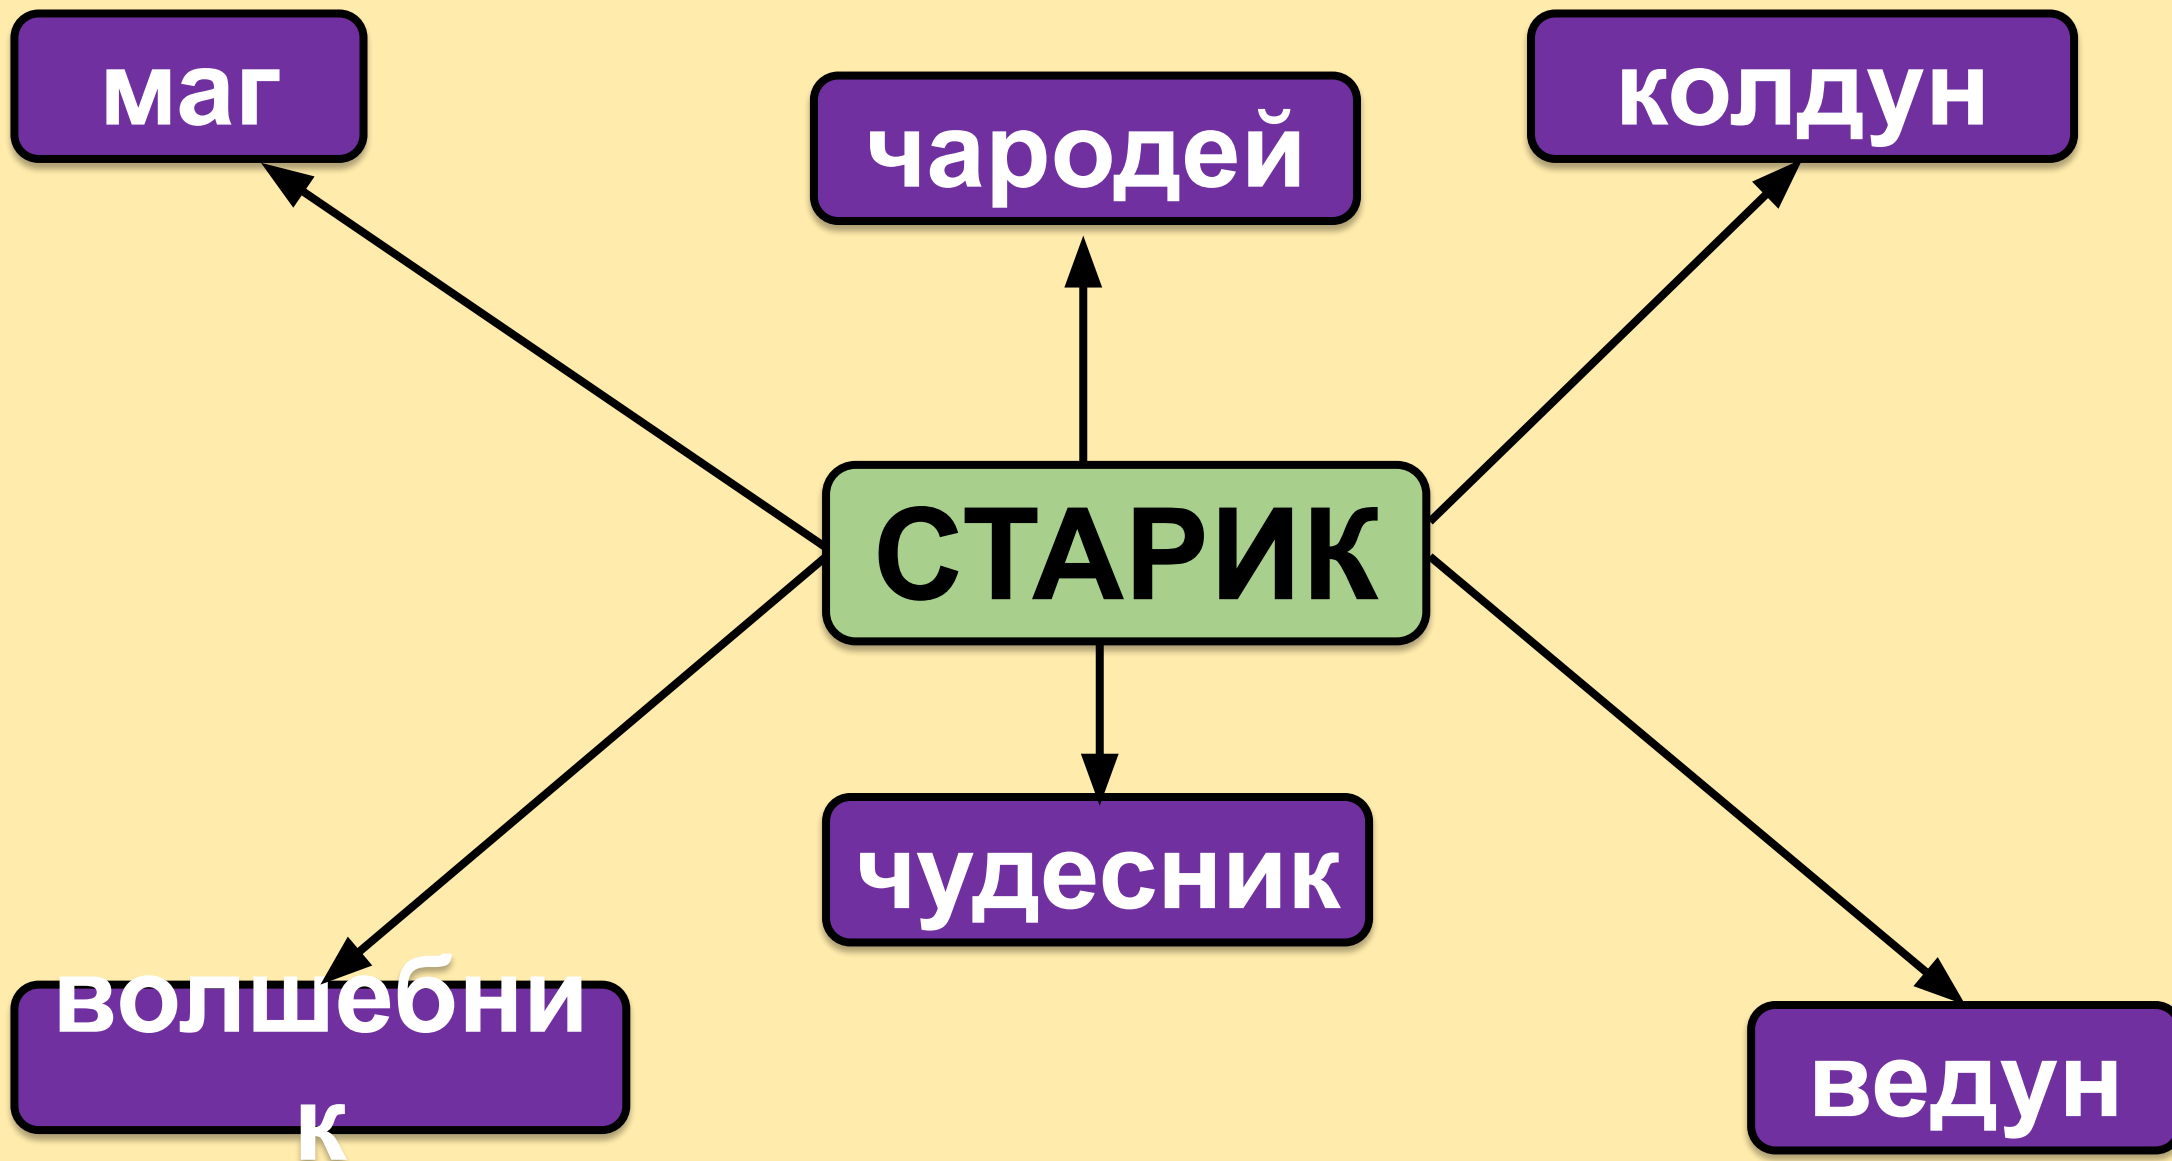 маг
чародей
колдун
СТАРИК
чудесник
волшебни
к
ведун